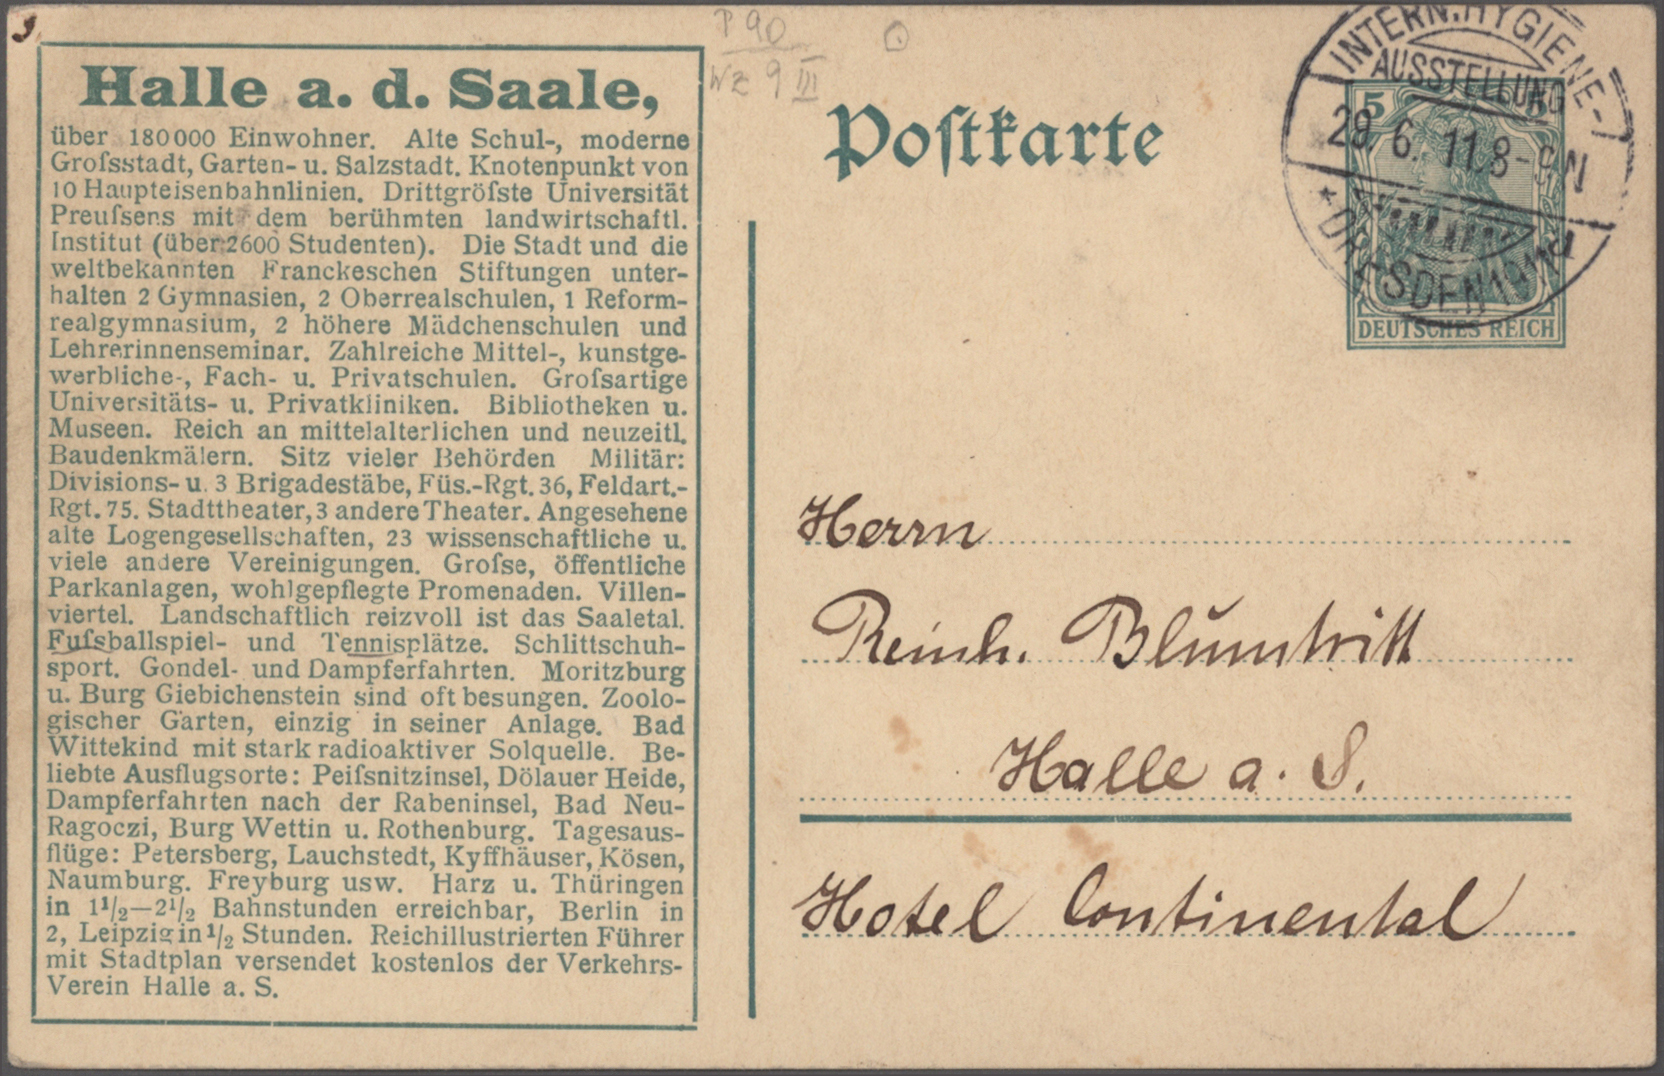 P 90
WZ 9 III
Halle a. d. Saale,
über 180000 Einwohner. Alte Schul-, moderne
Grofsstadt, Garten- u. Salzstadt. Knotenpunkt von
10 Haupteisenbahnlinien. Drittgröfste Universität
Preufsens mit dem berühmten landwirtschaftl.
Institut (über 2600 Studenten). Die Stadt und die
weltbekannten Franckeschen Stiftungen unter-
halten 2 Gymnasien, 2 Oberrealschulen, 1 Reform-
realgymnasium, 2 höhere Mädchenschulen und
Lehrerinnenseminar. Zahlreiche Mittel-, kunstge-
werbliche-, Fach- u. Privatschulen. Grofsartige
Universitäts- u. Privatkliniken. Bibliotheken u.
Museen. Reich an mittelalterlichen und neuzeitl.
Baudenkmälern. Sitz vieler Behörden Militär:
Divisions- u. 3 Brigadestäbe, Füs.-Rgt. 36, Feldart.-
Rgt. 75. Stadttheater, 3 andere Theater. Angesehene
alte Logengesellschaften, 23 wissenschaftliche u.
viele andere Vereinigungen. Grofse, öffentliche
Parkanlagen, wohlgepflegte Promenaden. Villen-
viertel. Landschaftlich reizvoll ist das Saaletal.
Fufsballspiel- und Tennisplätze. Schlittschuh-
sport. Gondel- und Dampferfahrten. Moritzburg
u. Burg Giebichenstein sind oft besungen. Zoolo-
gischer Garten, einzig in seiner Anlage. Bad
Wittekind mit stark radioaktiver Solquelle. Be-
liebte Ausflugsorte: Peifsnitzinsel, Dölauer Heide,
Dampferfahrten nach der Rabeninsel, Bad Neu-
Ragoczi, Burg Wettin u. Rothenburg. Tagesaus-
flüge: Petersberg, Lauchstedt, Kyffhäuser, Kösen,
Naumburg. Freyburg usw. Harz u. Thüringen
in 1½—2½ Bahnstunden erreichbar, Berlin in
2, Leipzig in ½ Stunden. Reichillustrierten Führer
mit Stadtplan versendet kostenlos der Verkehrs-
Verein Halle a. S.
Poſtkarte
INTERN. HYGIENE-
AUSSTELLUNG
29. 6. 11. 8-9 N
* DRESDEN 1911 d
5 5
DEUTSCHES REICH
Herrn
Reinh. Blumtritt
Halle a. S.
Hotel Continental